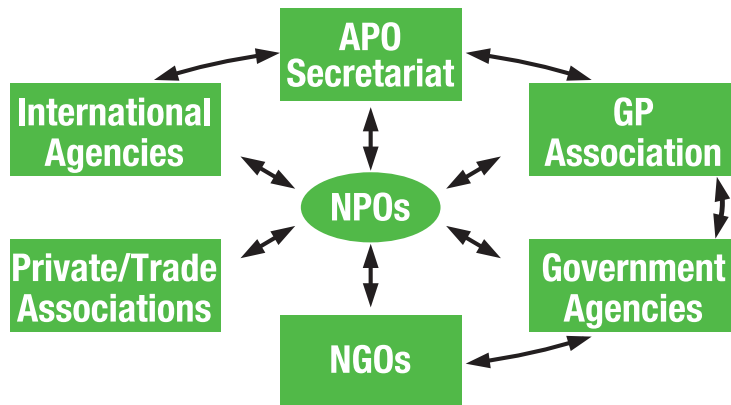 APO
Secretariat
International
Agencies
GP
Association
NPOs
Private/Trade
Associations
Government
Agencies
NGOs